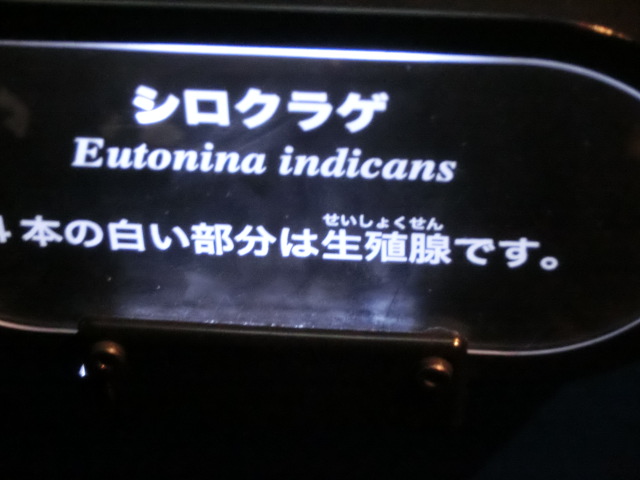 シロクラゲ
Eutonina indicans
せいしょくせん
4本の白い部分は生殖腺です。